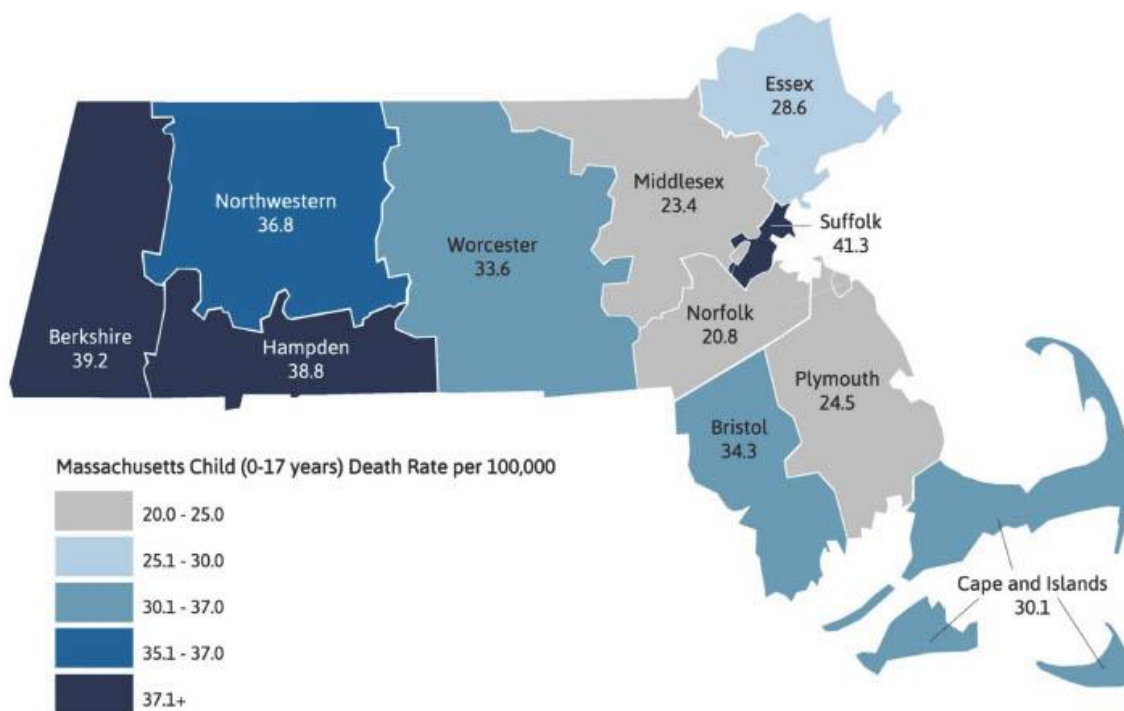 Essex
28.6
Middlesex
23.4
Northwestern
36.8
Suffolk
41.3
Worcester
33.6
Norfolk
20.8
Berkshire
39.2
Hampden
38.8
Plymouth
24.5
Bristol
34.3
Massachusetts Child (0-17 years) Death Rate per 100,000
20.0 - 25.0
25.1 - 30.0
30.1 - 37.0
35.1 - 37.0
37.1+
Cape and Islands
30.1